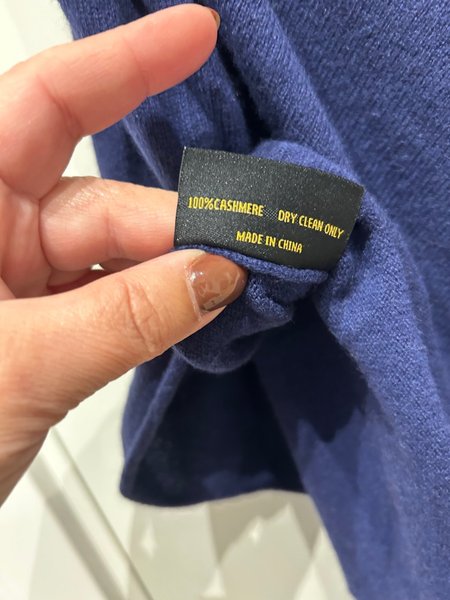 100%CASHMERE DRY CLEAN ONLY
MADE IN CHINA